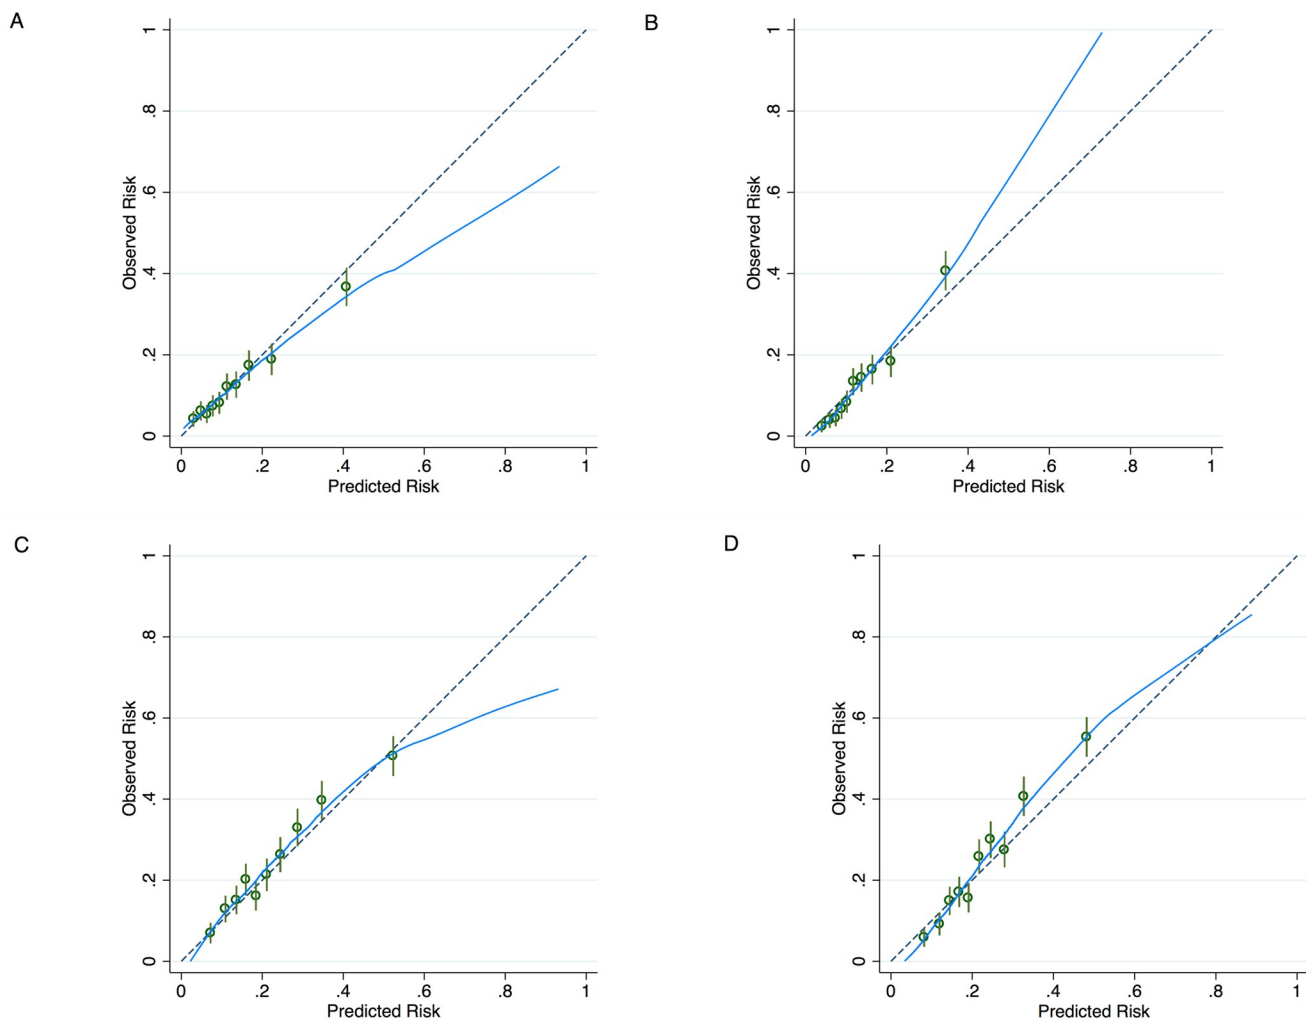 A
Observed Risk
1
.8
.6
.4
.2
0
0 .2 .4 .6 .8 1
Predicted Risk
B
Observed Risk
1
.8
.6
.4
.2
0
0 .2 .4 .6 .8 1
Predicted Risk
C
Observed Risk
1
.8
.6
.4
.2
0
0 .2 .4 .6 .8 1
Predicted Risk
D
Observed Risk
1
.8
.6
.4
.2
0
0 .2 .4 .6 .8 1
Predicted Risk